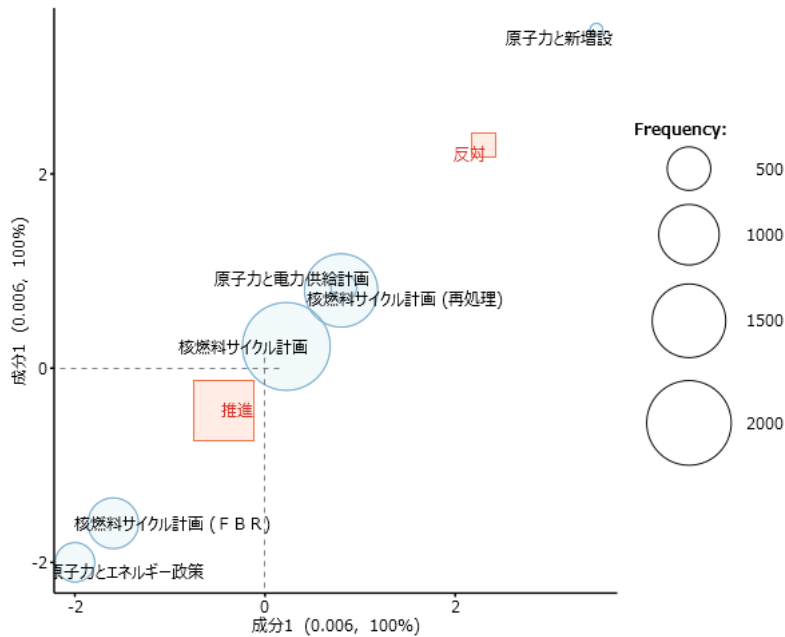 原子力と新増設
反対
原子力と電力供給計画
核燃料サイクル計画 (再処理)
核燃料サイクル計画
推進
核燃料サイクル計画 (ＦＢＲ)
原子力とエネルギー政策
成分1 (0.006, 100%)
2
0
-2
-2
0
2
成分1 (0.006, 100%)
Frequency:
500
1000
1500
2000